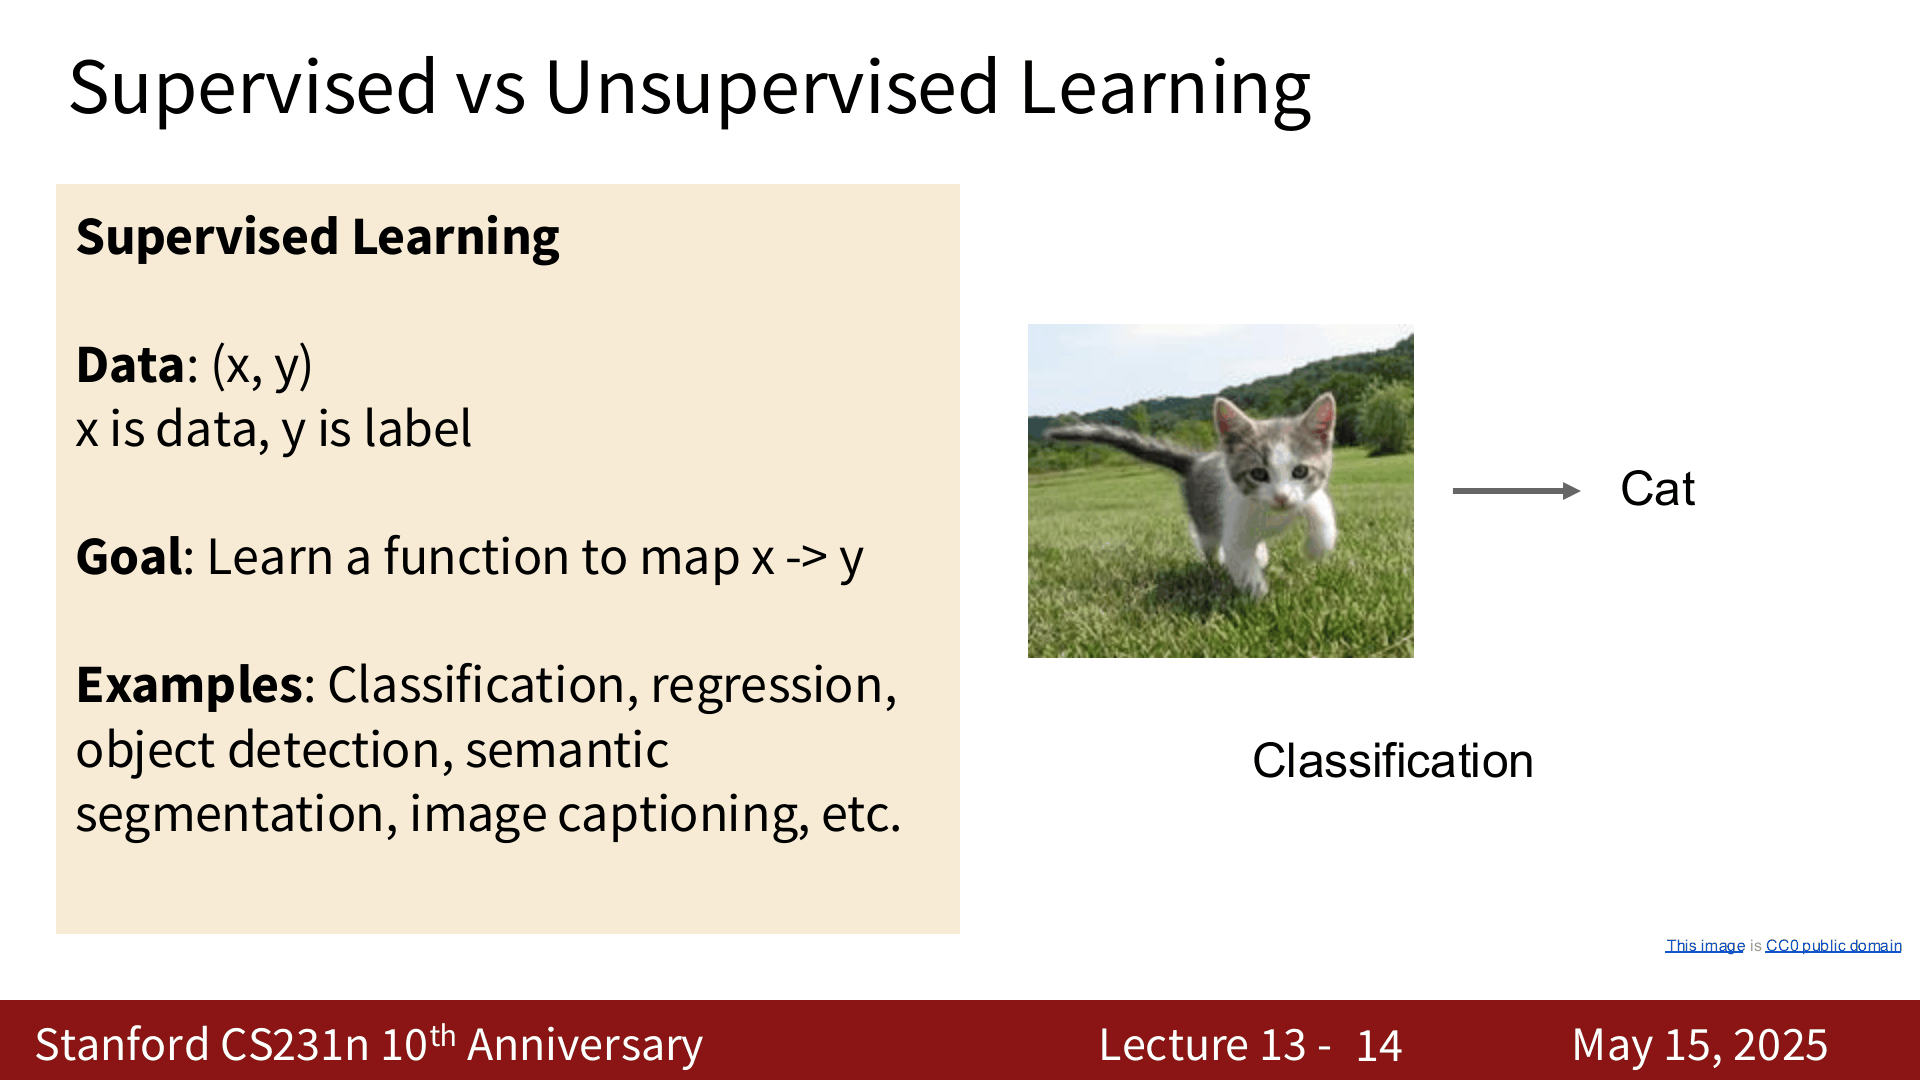 Supervised vs Unsupervised Learning
Supervised Learning
Data: (x, y)
x is data, y is label
Goal: Learn a function to map x -> y
Examples: Classification, regression,
object detection, semantic
segmentation, image captioning, etc.
Cat
Classification
This image is CC0 public domain
Stanford CS231n 10th Anniversary
Lecture 13 - 14
May 15, 2025